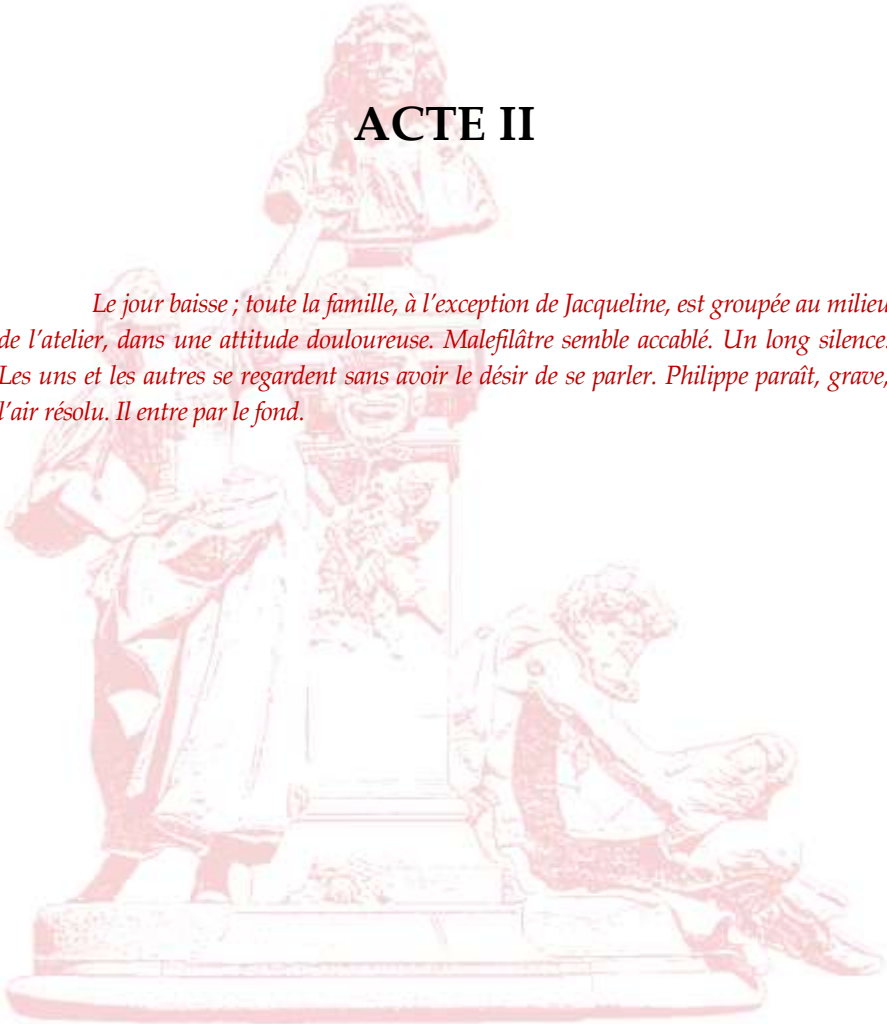 ACTE II
Le jour baisse ; toute la famille, à l’exception de Jacqueline, est groupée au milieu
de l’atelier, dans une attitude douloureuse. Malefilâtre semble accablé. Un long silence.
Les uns et les autres se regardent sans avoir le désir de se parler. Philippe paraît, grave,
l’air résolu. Il entre par le fond.